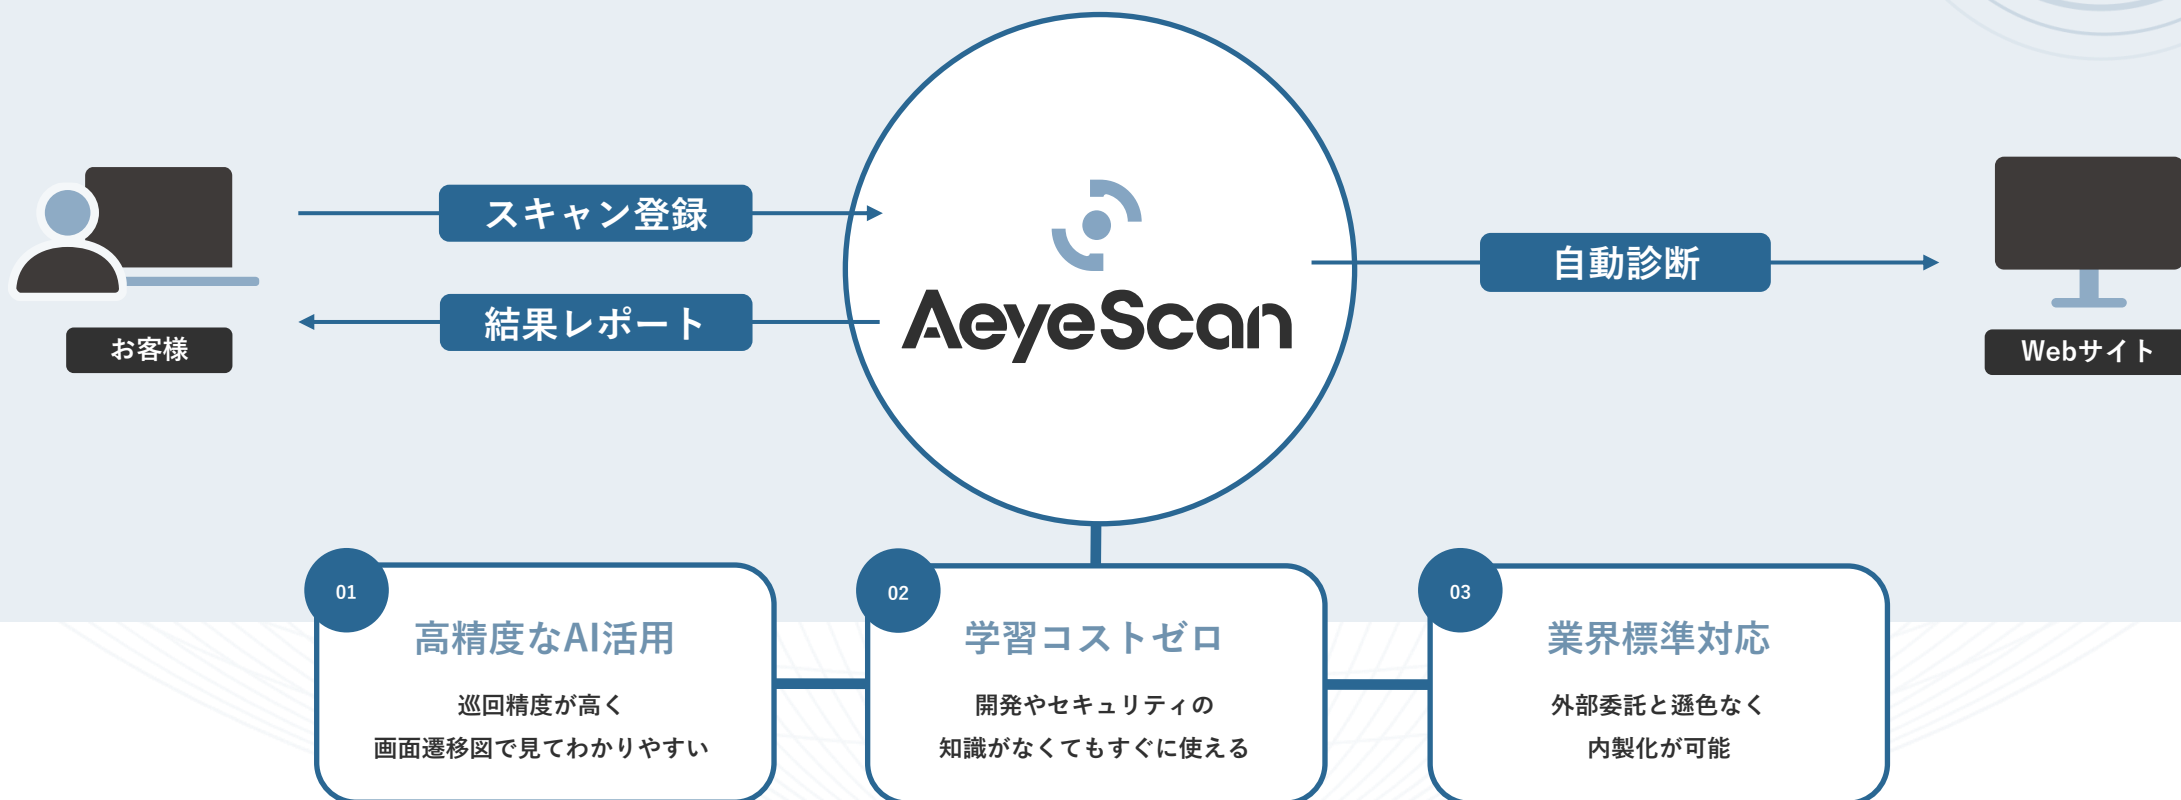 スキャン登録
結果レポート
お客様
AeyeScan
自動診断
Webサイト
01
高精度なAI活用
巡回精度が高く
画面遷移図で見てわかりやすい
02
学習コストゼロ
開発やセキュリティの
知識がなくてもすぐに使える
03
業界標準対応
外部委託と遜色なく
内製化が可能